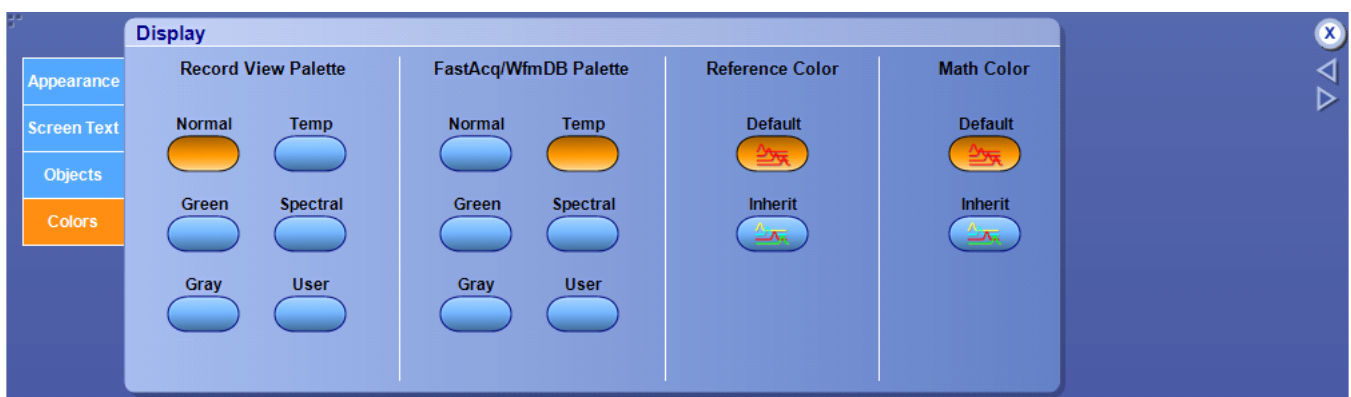 Display
X
Appearance
Screen Text
Objects
Colors
Record View Palette
Normal Temp
Green Spectral
Gray User
FastAcq/WfmDB Palette
Normal Temp
Green Spectral
Gray User
Reference Color
Default
Inherit
Math Color
Default
Inherit